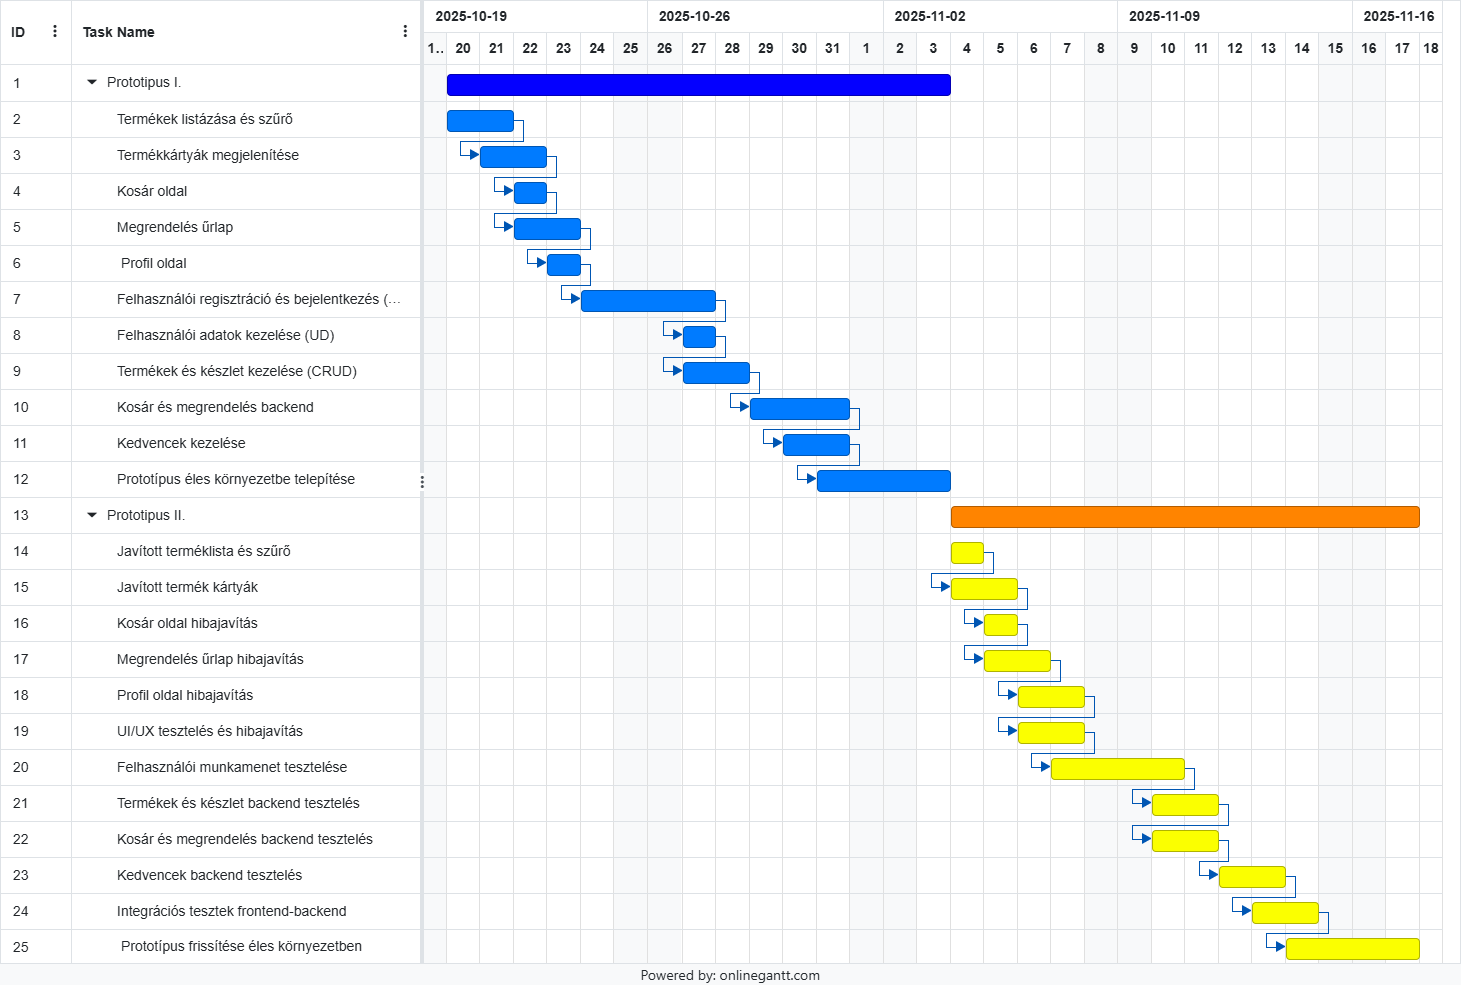 2025-10-19 2025-10-26 2025-11-02 2025-11-09 2025-11-16
ID Task Name
1... 20 21 22 23 24 25 26 27 28 29 30 31 1 2 3 4 5 6 7 8 9 10 11 12 13 14 15 16 17 18
1 Prototipus I.
2 Termékek listázása és szűrő
3 Termékkártyák megjelenítése
4 Kosár oldal
5 Megrendelés űrlap
6 Profil oldal
7 Felhasználói regisztráció és bejelentkezés (...
8 Felhasználói adatok kezelése (UD)
9 Termékek és készlet kezelése (CRUD)
10 Kosár és megrendelés backend
11 Kedvencek kezelése
12 Prototípus éles környezetbe telepítése
13 Prototipus II.
14 Javított terméklista és szűrő
15 Javított termék kártyák
16 Kosár oldal hibajavítás
17 Megrendelés űrlap hibajavítás
18 Profil oldal hibajavítás
19 UI/UX tesztelés és hibajavítás
20 Felhasználói munkamenet tesztelése
21 Termékek és készlet backend tesztelés
22 Kosár és megrendelés backend tesztelés
23 Kedvencek backend tesztelés
24 Integrációs tesztek frontend-backend
25 Prototípus frissítése éles környezetben
Powered by: onlinegantt.com